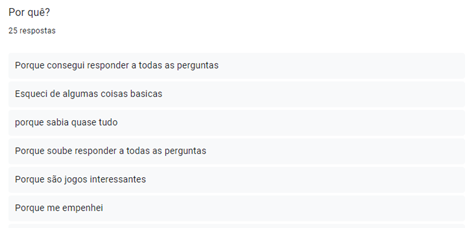 Por quê?
25 respostas
Porque consegui responder a todas as perguntas
Esqueci de algumas coisas basicas
porque sabia quase tudo
Porque soube responder a todas as perguntas
Porque são jogos interessantes
Porque me empenhei